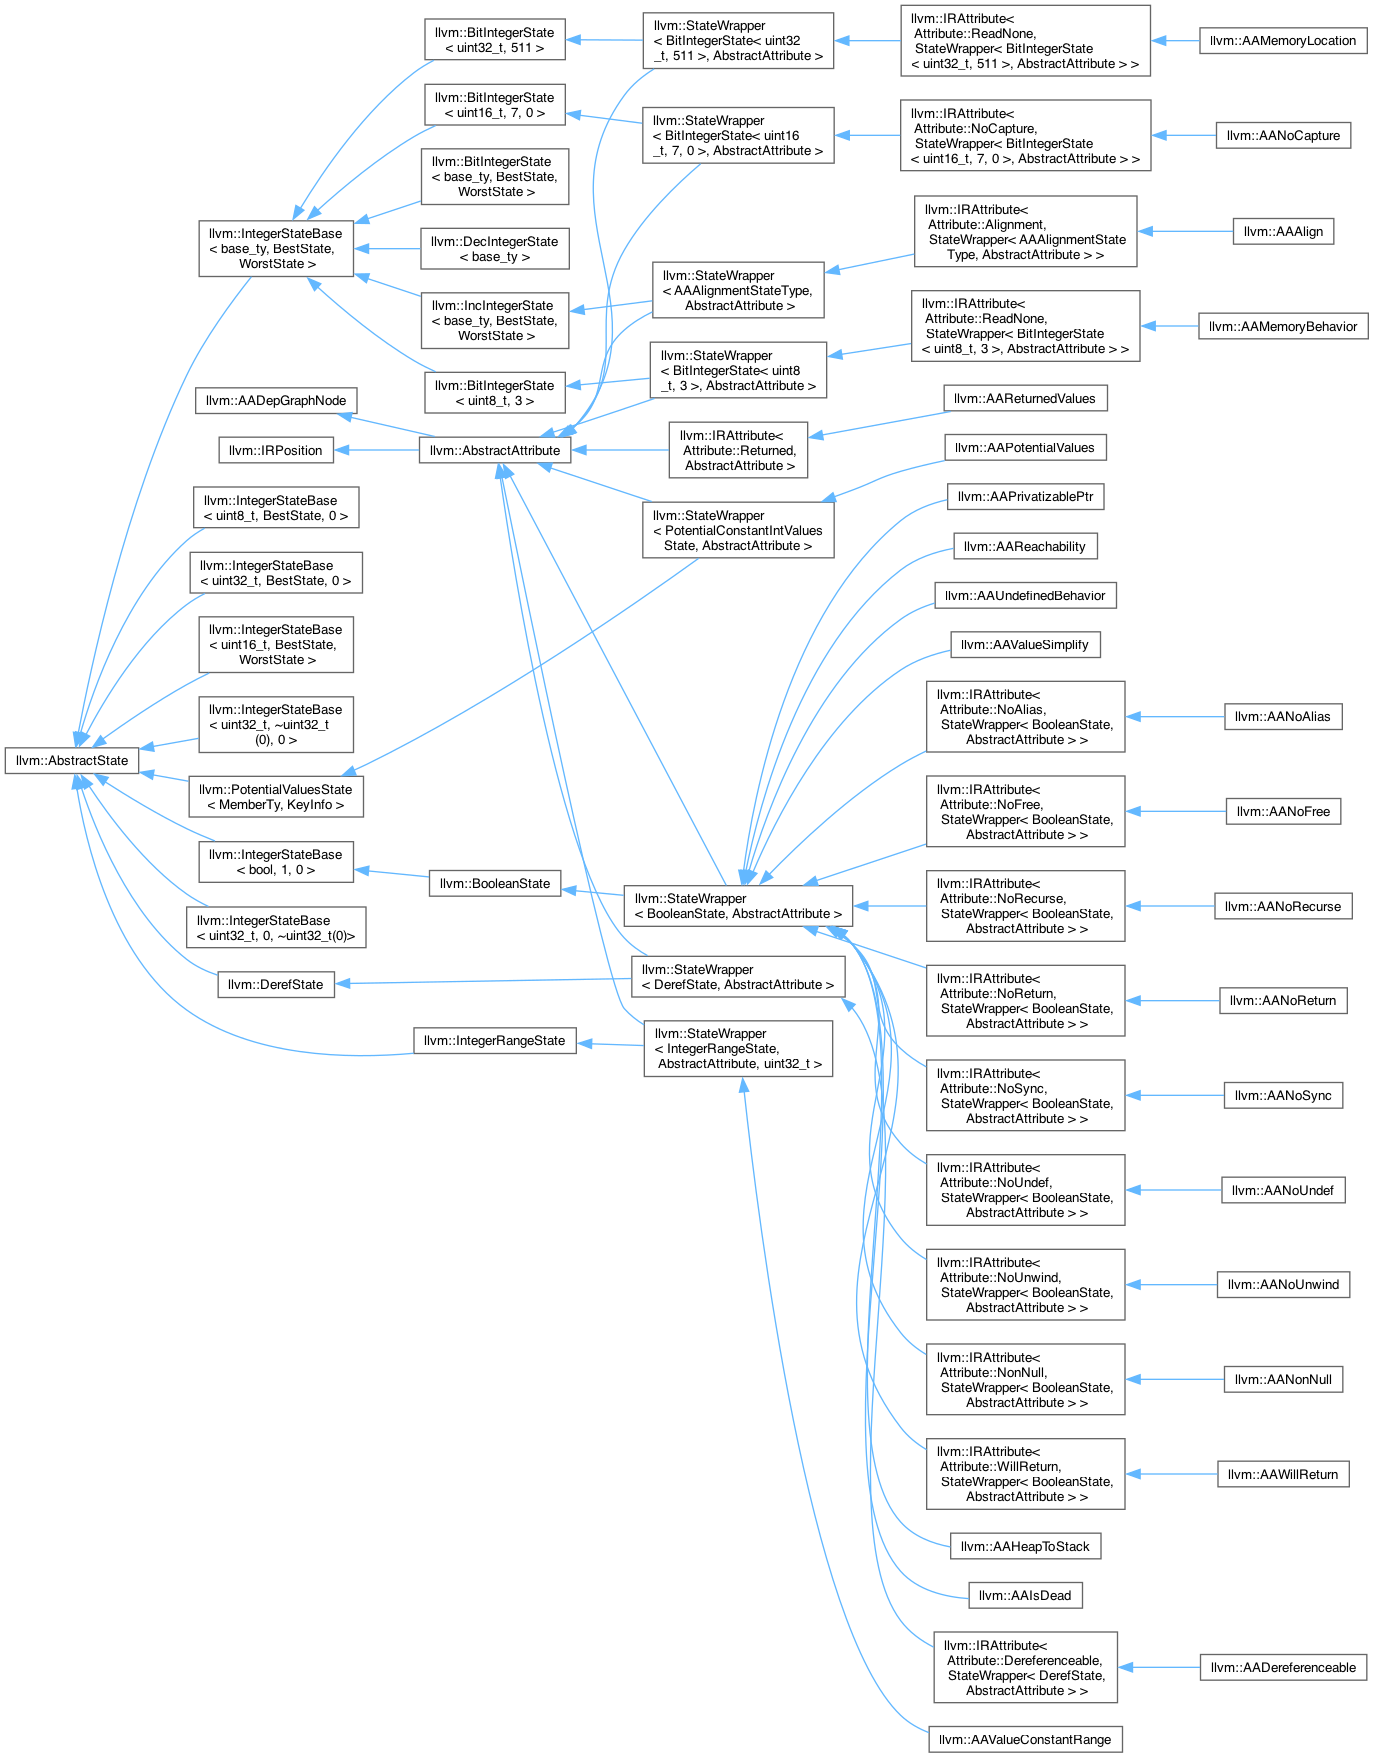 llvm::AbstractState
llvm::IntegerStateBase
< base_ty, BestState,
WorstState >
llvm::AADepGraphNode
llvm::IRPosition
llvm::IntegerStateBase
< uint8_t, BestState, 0 >
llvm::IntegerStateBase
< uint32_t, BestState, 0 >
llvm::IntegerStateBase
< uint16_t, BestState,
WorstState >
llvm::IntegerStateBase
< uint32_t, ~uint32_t
(0), 0 >
llvm::PotentialValuesState
< MemberTy, KeyInfo >
llvm::IntegerStateBase
< bool, 1, 0 >
llvm::IntegerStateBase
< uint32_t, 0, ~uint32_t(0)>
llvm::DerefState
llvm::BitIntegerState
< uint32_t, 511 >
llvm::BitIntegerState
< uint16_t, 7, 0 >
llvm::BitIntegerState
< base_ty, BestState,
WorstState >
llvm::DecIntegerState
< base_ty >
llvm::IncIntegerState
< base_ty, BestState,
WorstState >
llvm::BitIntegerState
< uint8_t, 3 >
llvm::AbstractAttribute
llvm::BooleanState
llvm::IntegerRangeState
llvm::StateWrapper
< BitIntegerState< uint32
_t, 511 >, AbstractAttribute >
llvm::StateWrapper
< BitIntegerState< uint16
_t, 7, 0 >, AbstractAttribute >
llvm::StateWrapper
< AAAlignmentStateType,
AbstractAttribute >
llvm::StateWrapper
< BitIntegerState< uint8
_t, 3 >, AbstractAttribute >
llvm::IRAttribute<
Attribute::Returned,
AbstractAttribute >
llvm::StateWrapper
< PotentialConstantIntValues
State, AbstractAttribute >
llvm::StateWrapper
< BooleanState, AbstractAttribute >
llvm::StateWrapper
< DerefState, AbstractAttribute >
llvm::StateWrapper
< IntegerRangeState,
AbstractAttribute, uint32_t >
llvm::IRAttribute<
Attribute::ReadNone,
StateWrapper< BitIntegerState
< uint32_t, 511 >, AbstractAttribute > >
llvm::IRAttribute<
Attribute::NoCapture,
StateWrapper< BitIntegerState
< uint16_t, 7, 0 >, AbstractAttribute > >
llvm::IRAttribute<
Attribute::Alignment,
StateWrapper< AAAlignmentState
Type, AbstractAttribute > >
llvm::IRAttribute<
Attribute::ReadNone,
StateWrapper< BitIntegerState
< uint8_t, 3 >, AbstractAttribute > >
llvm::AAReturnedValues
llvm::AAPotentialValues
llvm::AAPrivatizablePtr
llvm::AAReachability
llvm::AAUndefinedBehavior
llvm::AAValueSimplify
llvm::IRAttribute<
Attribute::NoAlias,
StateWrapper< BooleanState,
AbstractAttribute > >
llvm::IRAttribute<
Attribute::NoFree,
StateWrapper< BooleanState,
AbstractAttribute > >
llvm::IRAttribute<
Attribute::NoRecurse,
StateWrapper< BooleanState,
AbstractAttribute > >
llvm::IRAttribute<
Attribute::NoReturn,
StateWrapper< BooleanState,
AbstractAttribute > >
llvm::IRAttribute<
Attribute::NoSync,
StateWrapper< BooleanState,
AbstractAttribute > >
llvm::IRAttribute<
Attribute::NoUndef,
StateWrapper< BooleanState,
AbstractAttribute > >
llvm::IRAttribute<
Attribute::NoUnwind,
StateWrapper< BooleanState,
AbstractAttribute > >
llvm::IRAttribute<
Attribute::NonNull,
StateWrapper< BooleanState,
AbstractAttribute > >
llvm::IRAttribute<
Attribute::WillReturn,
StateWrapper< BooleanState,
AbstractAttribute > >
llvm::AAHeapToStack
llvm::AAIsDead
llvm::IRAttribute<
Attribute::Dereferenceable,
StateWrapper< DerefState,
AbstractAttribute > >
llvm::AAValueConstantRange
llvm::AAMemoryLocation
llvm::AANoCapture
llvm::AAAlign
llvm::AAMemoryBehavior
llvm::AANoAlias
llvm::AANoFree
llvm::AANoRecurse
llvm::AANoReturn
llvm::AANoSync
llvm::AANoUndef
llvm::AANoUnwind
llvm::AANonNull
llvm::AAWillReturn
llvm::AADereferenceable